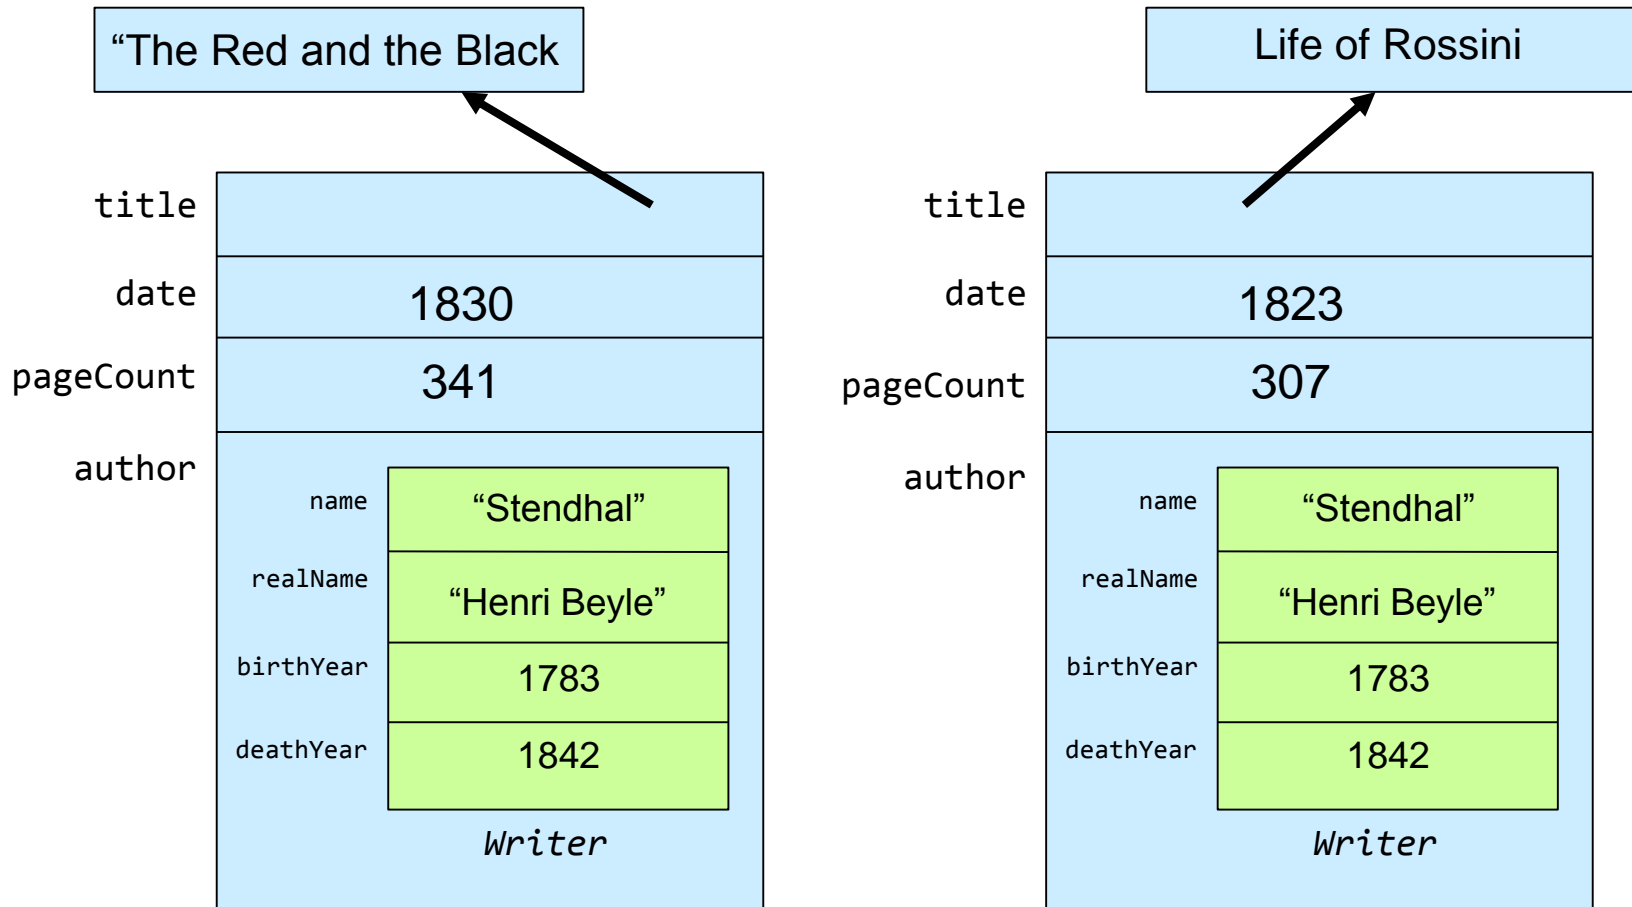 “The Red and the Black
title
date
1830
pageCount
341
author
name
“Stendhal”
realName
“Henri Beyle”
birthYear
1783
deathYear
1842
Writer
Life of Rossini
title
date
1823
pageCount
307
author
name
“Stendhal”
realName
“Henri Beyle”
birthYear
1783
deathYear
1842
Writer